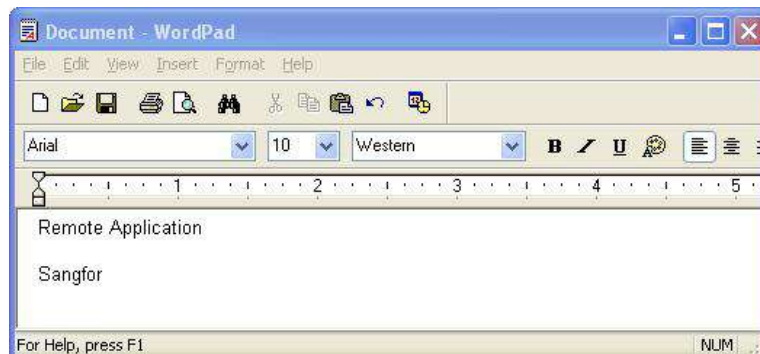 Document - WordPad
File Edit View Insert Format Help
Arial 10 Western B I U
1 2 3 4 5
Remote Application
Sangfor
For Help, press F1 NUM